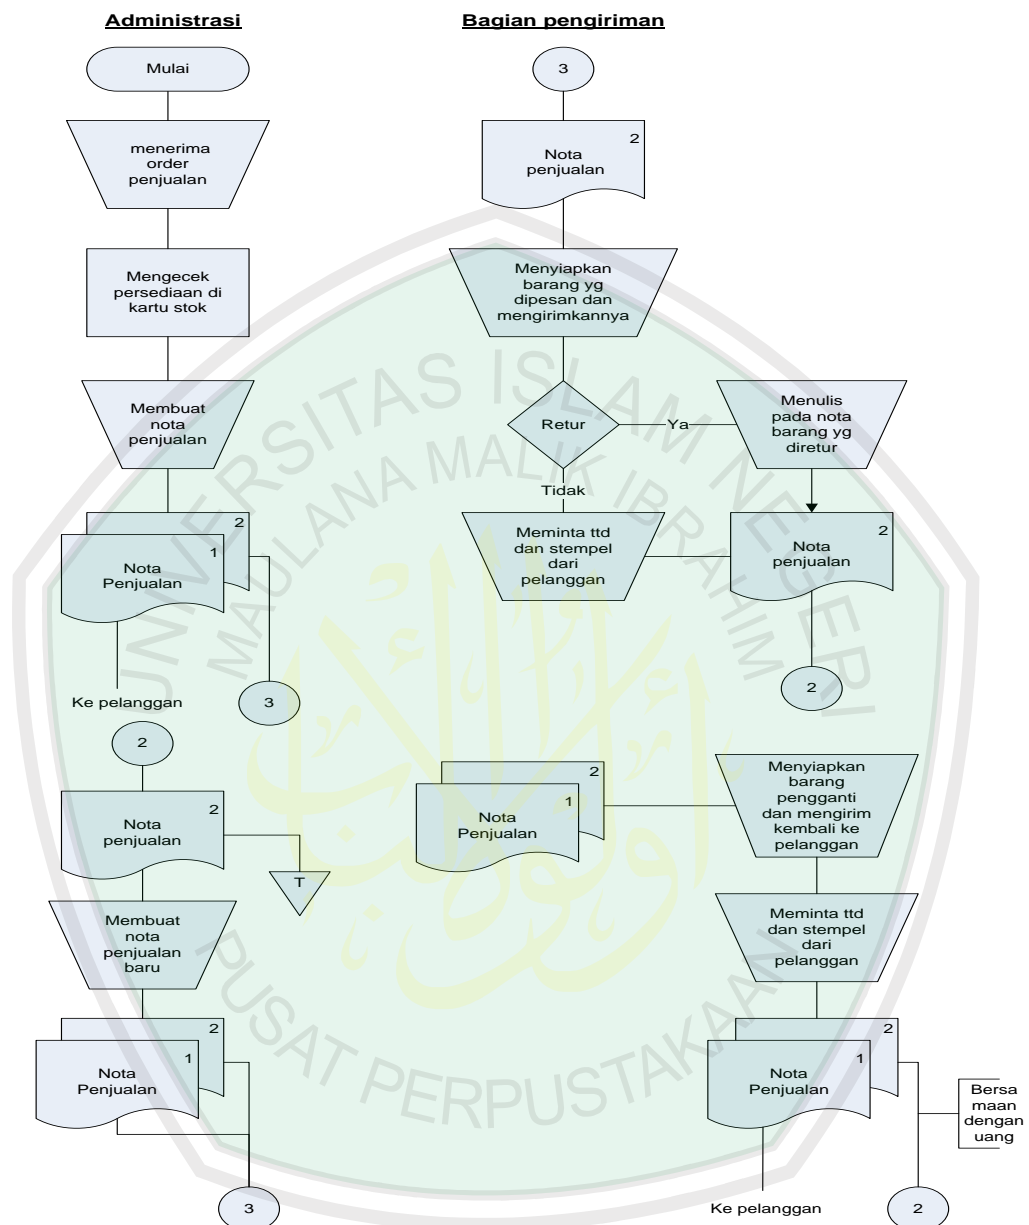 Administrasi
Mulai
menerima
order
penjualan
Mengecek
persediaan di
kartu stok
Membuat
nota
penjualan
2
1
Nota
Penjualan
Ke pelanggan
3
2
2
Nota
penjualan
T
Membuat
nota
penjualan
baru
2
1
Nota
Penjualan
3
Bagian pengiriman
3
2
Nota
penjualan
Menyiapkan
barang yg
dipesan dan
mengirimkannya
Retur
Ya
Menulis
pada nota
barang yg
diretur
Tidak
Meminta ttd
dan stempel
dari
pelanggan
2
Nota
penjualan
2
2
1
Nota
Penjualan
Menyiapkan
barang
pengganti
dan mengirim
kembali ke
pelanggan
Meminta ttd
dan stempel
dari
pelanggan
2
1
Nota
Penjualan
Bersa
maan
dengan
uang
Ke pelanggan
2
UNIVERSITAS ISLAM NEGERI
MAULANA MALIK IBRAHIM
PUSAT PERPUSTAKAAN